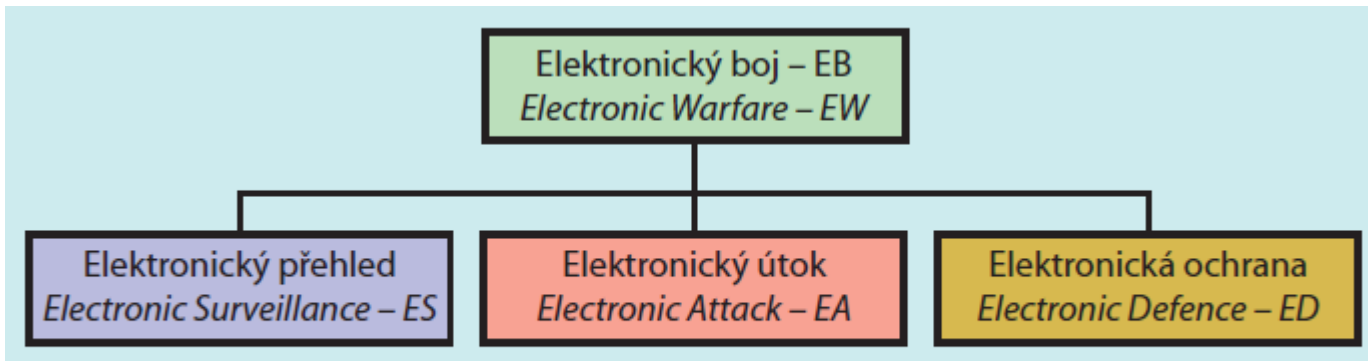 Elektronický boj – EB
Electronic Warfare – EW
Elektronický přehled
Electronic Surveillance – ES
Elektronický útok
Electronic Attack – EA
Elektronická ochrana
Electronic Defence – ED